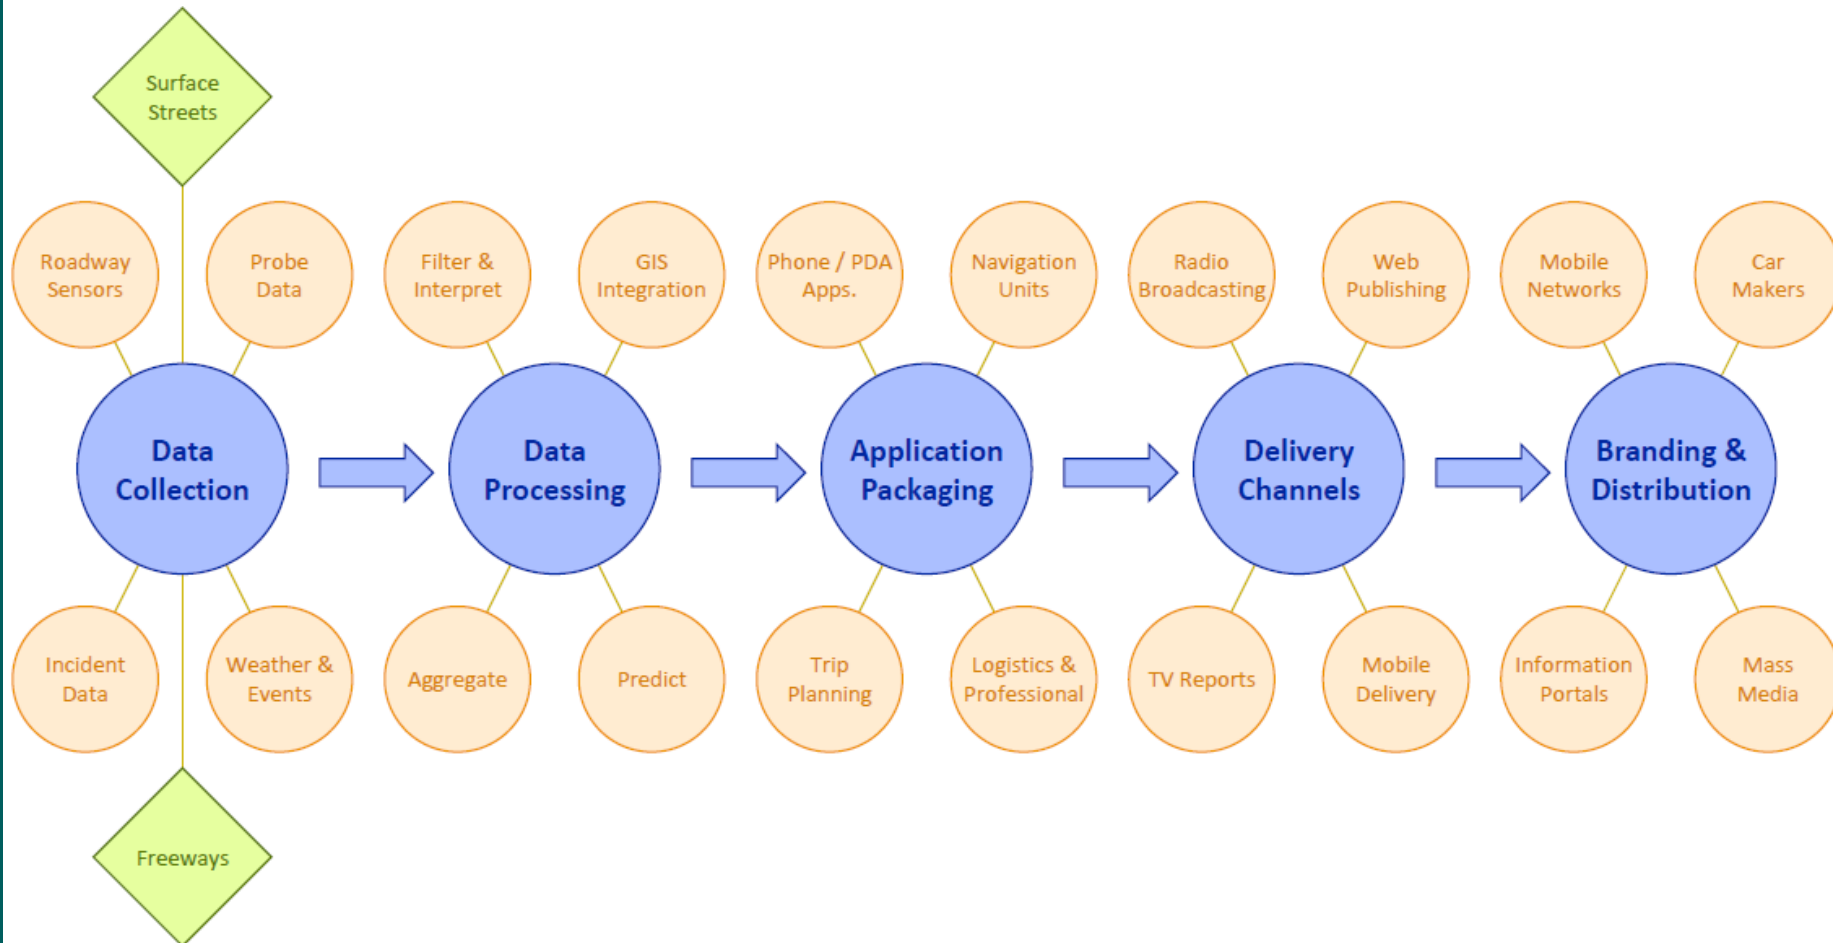 Surface
Streets
Roadway
Sensors
Probe
Data
Filter &
Interpret
GIS
Integration
Phone / PDA
Apps.
Navigation
Units
Radio
Broadcasting
Web
Publishing
Mobile
Networks
Car
Makers
Data
Collection
Data
Processing
Application
Packaging
Delivery
Channels
Branding &
Distribution
Incident
Data
Weather &
Events
Aggregate
Predict
Trip
Planning
Logistics &
Professional
TV Reports
Mobile
Delivery
Information
Portals
Mass
Media
Freeways